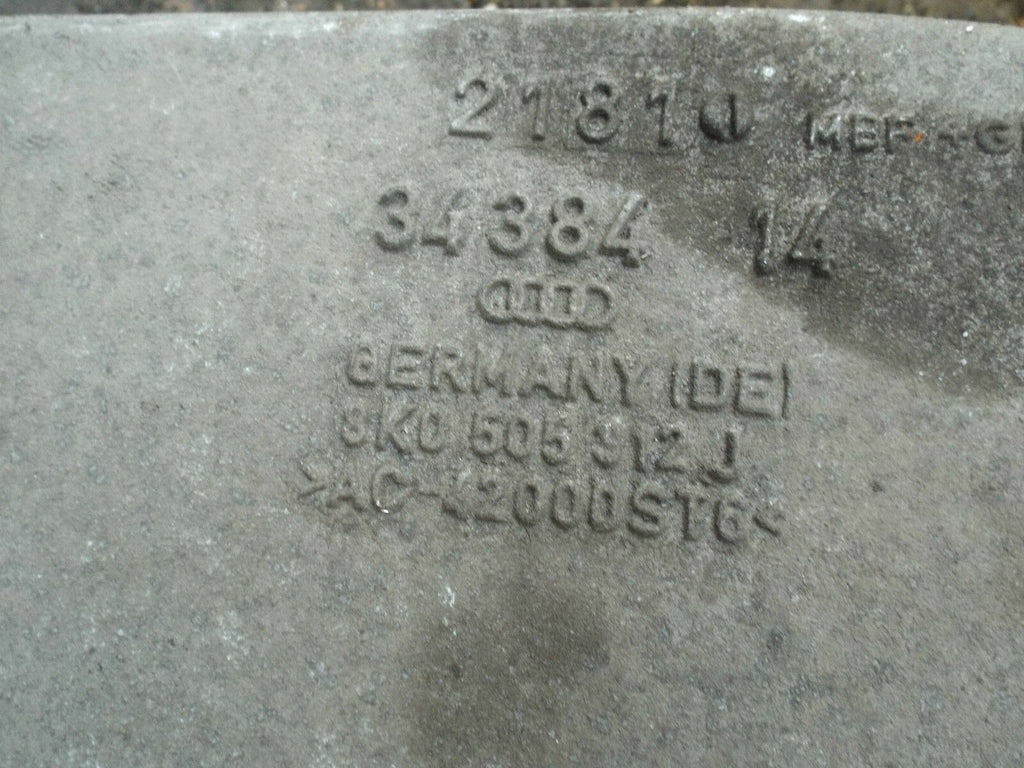 21810 MBF+G
34384 14
GERMANY (DE)
8K0 505 312 J
>AC-42000ST6<